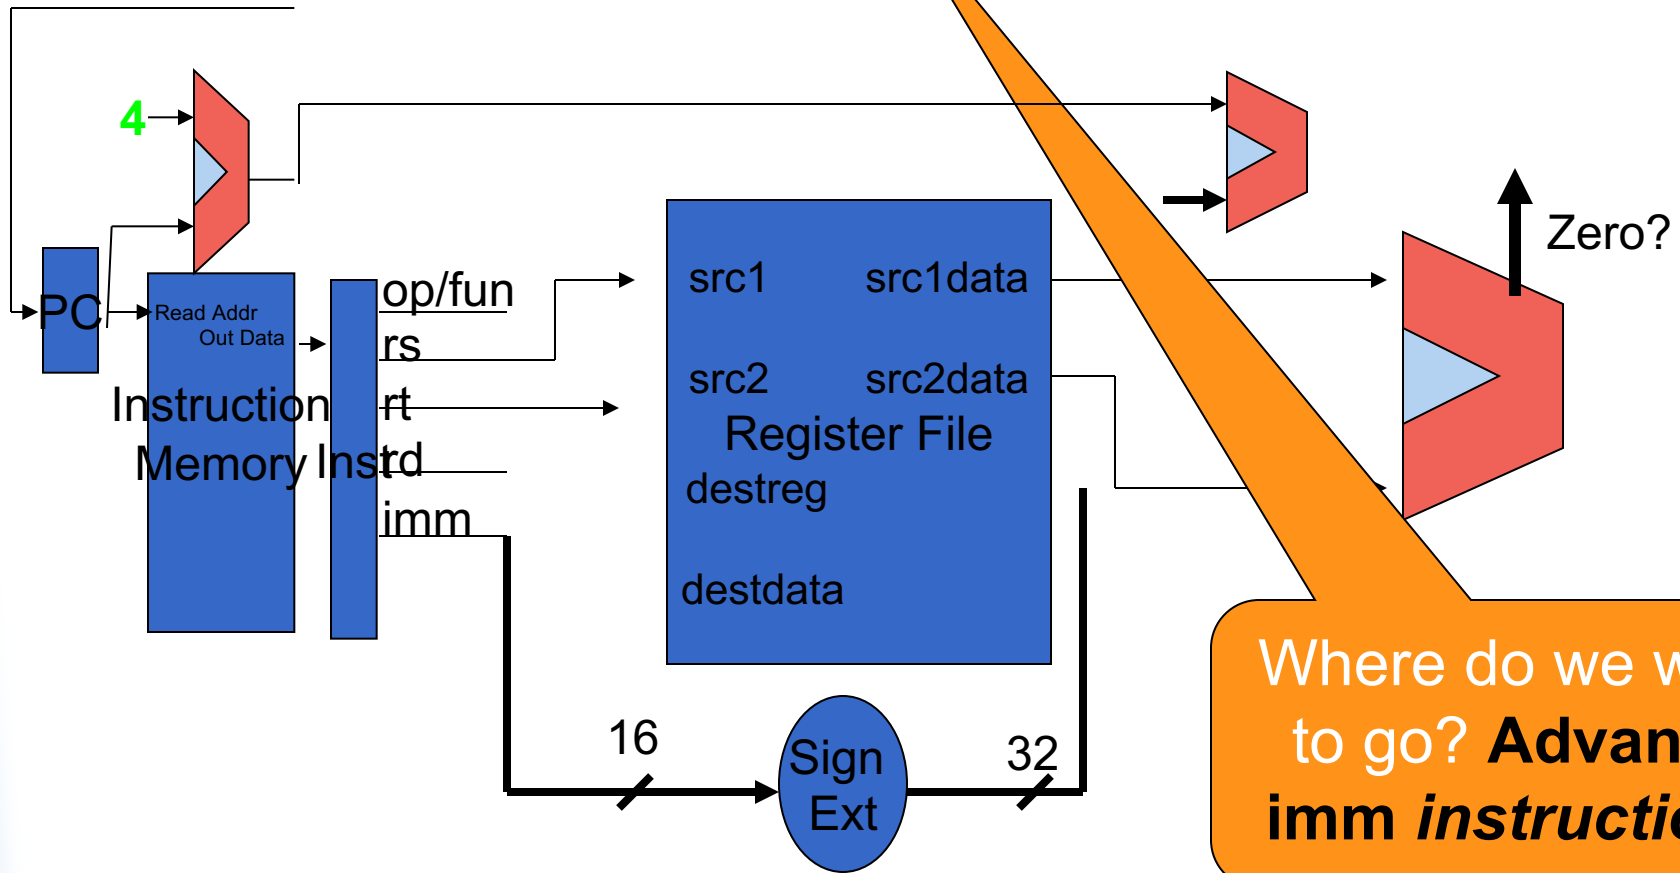 4
Zero?
PC
Read Addr
Out Data
Instruction
Memory
Inst
op/fun
rs
rt
rd
imm
src1
src1data
src2
src2data
Register File
destreg
destdata
16
Sign
Ext
32
Where do we w
to go? Advan
imm instructi